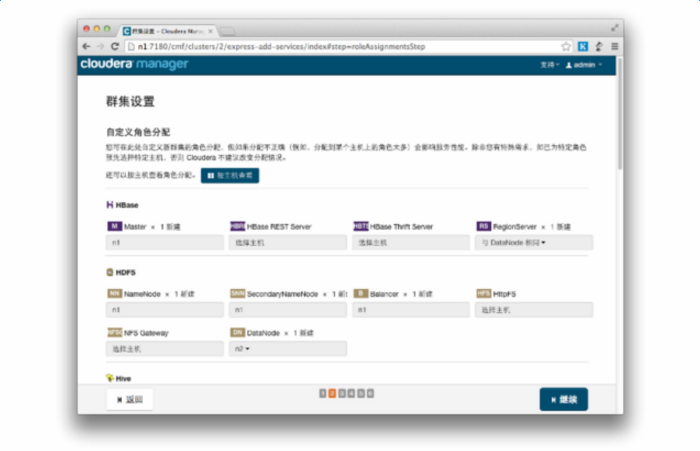 群集设置 - Cloudera Manag
n1:7180/cmf/clusters/2/express-add-services/index#step=roleAssignmentsStep
cloudera manager
支持 admin
群集设置
自定义角色分配
您可在此处自定义新群集的角色分配，但如果分配不正确（例如，分配到某个主机上的角色太多）会影响服务性能。除非您有特殊需求，如已为特定角色
预先选择特定主机，否则 Cloudera 不建议改变分配情况。
还可以按主机查看角色分配。 按主机查看
H HBase
M Master × 1 新建 HBRE HBase REST Server HBTS HBase Thrift Server RS RegionServer × 1 新建
n1 选择主机 选择主机 与 DataNode 相同
HDFS
NN NameNode × 1 新建 SNN SecondaryNameNode × 1 新 B Balancer × 1 新建 HFS HttpFS
n1 n1 n1 选择主机
NFSG NFS Gateway DN DataNode × 1 新建
选择主机 n2
Hive
返回 1 2 3 4 5 6 继续